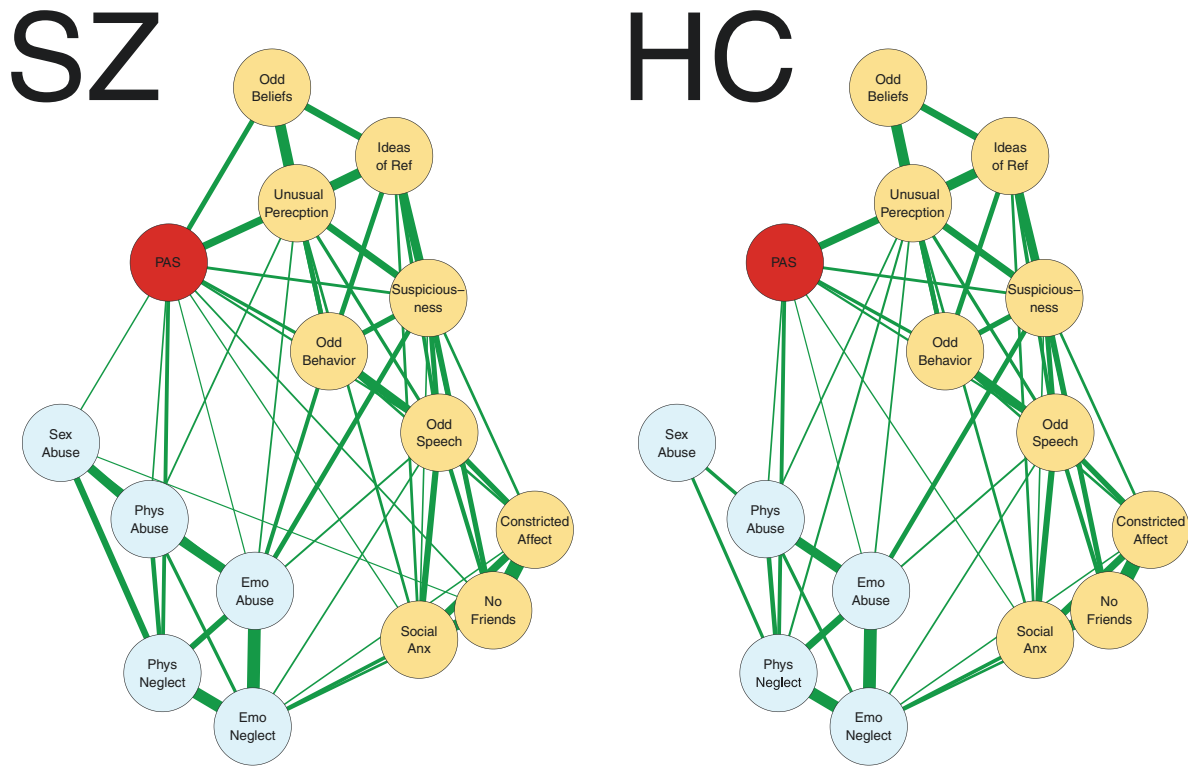 SZ
Odd
Beliefs
Ideas
of Ref
Unusual
Perecption
PAS
Suspicious–
ness
Odd
Behavior
Sex
Abuse
Odd
Speech
Phys
Abuse
Constricted
Affect
Emo
Abuse
No
Friends
Social
Anx
Phys
Neglect
Emo
Neglect
HC
Odd
Beliefs
Ideas
of Ref
Unusual
Perecption
PAS
Suspicious–
ness
Odd
Behavior
Sex
Abuse
Odd
Speech
Phys
Abuse
Constricted
Affect
Emo
Abuse
No
Friends
Social
Anx
Phys
Neglect
Emo
Neglect